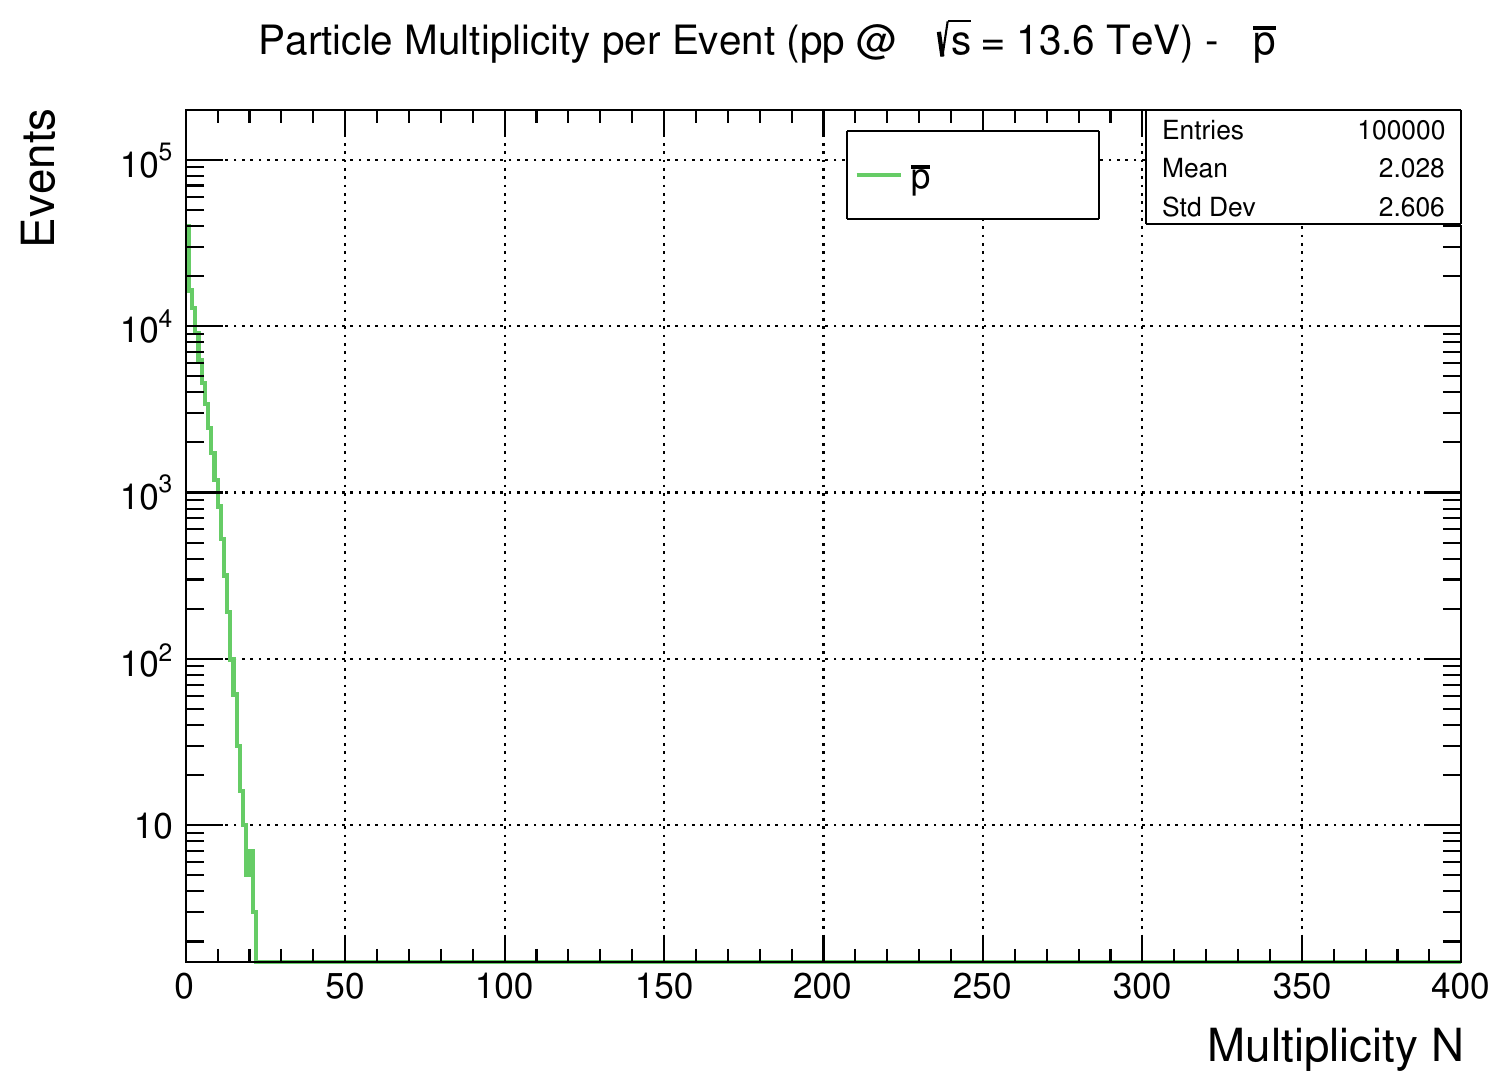 Particle Multiplicity per Event (pp @ √s = 13.6 TeV) - p̅
Events
Entries 100000
Mean 2.028
Std Dev 2.606
p̅
10⁵
10⁴
10³
10²
10
0 50 100 150 200 250 300 350 400
Multiplicity N